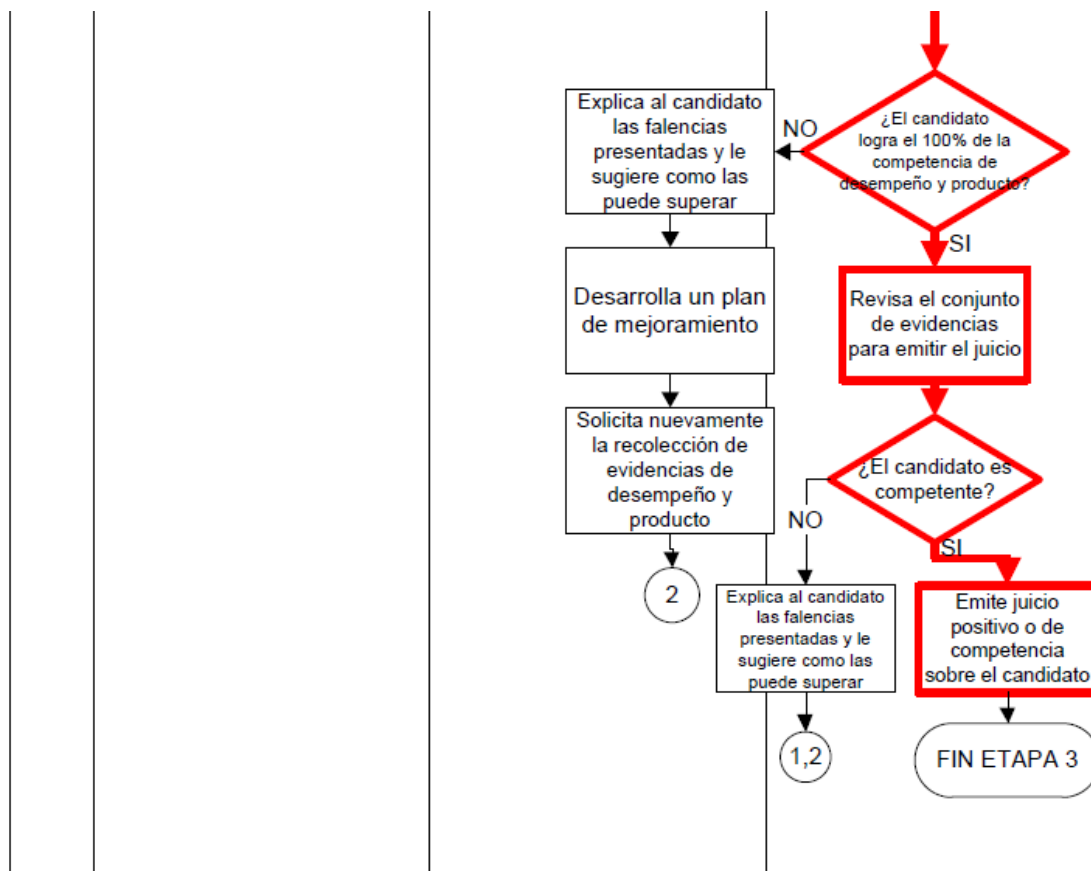 ¿El candidato
logra el 100% de la
competencia de
desempeño y producto?
NO
Explica al candidato
las falencias
presentadas y le
sugiere como las
puede superar
SI
Desarrolla un plan
de mejoramiento
Revisa el conjunto
de evidencias
para emitir el juicio
Solicita nuevamente
la recolección de
evidencias de
desempeño y
producto
¿El candidato es
competente?
NO
SI
2
Explica al candidato
las falencias
presentadas y le
sugiere como las
puede superar
Emite juicio
positivo o de
competencia
sobre el candidato
1,2
FIN ETAPA 3